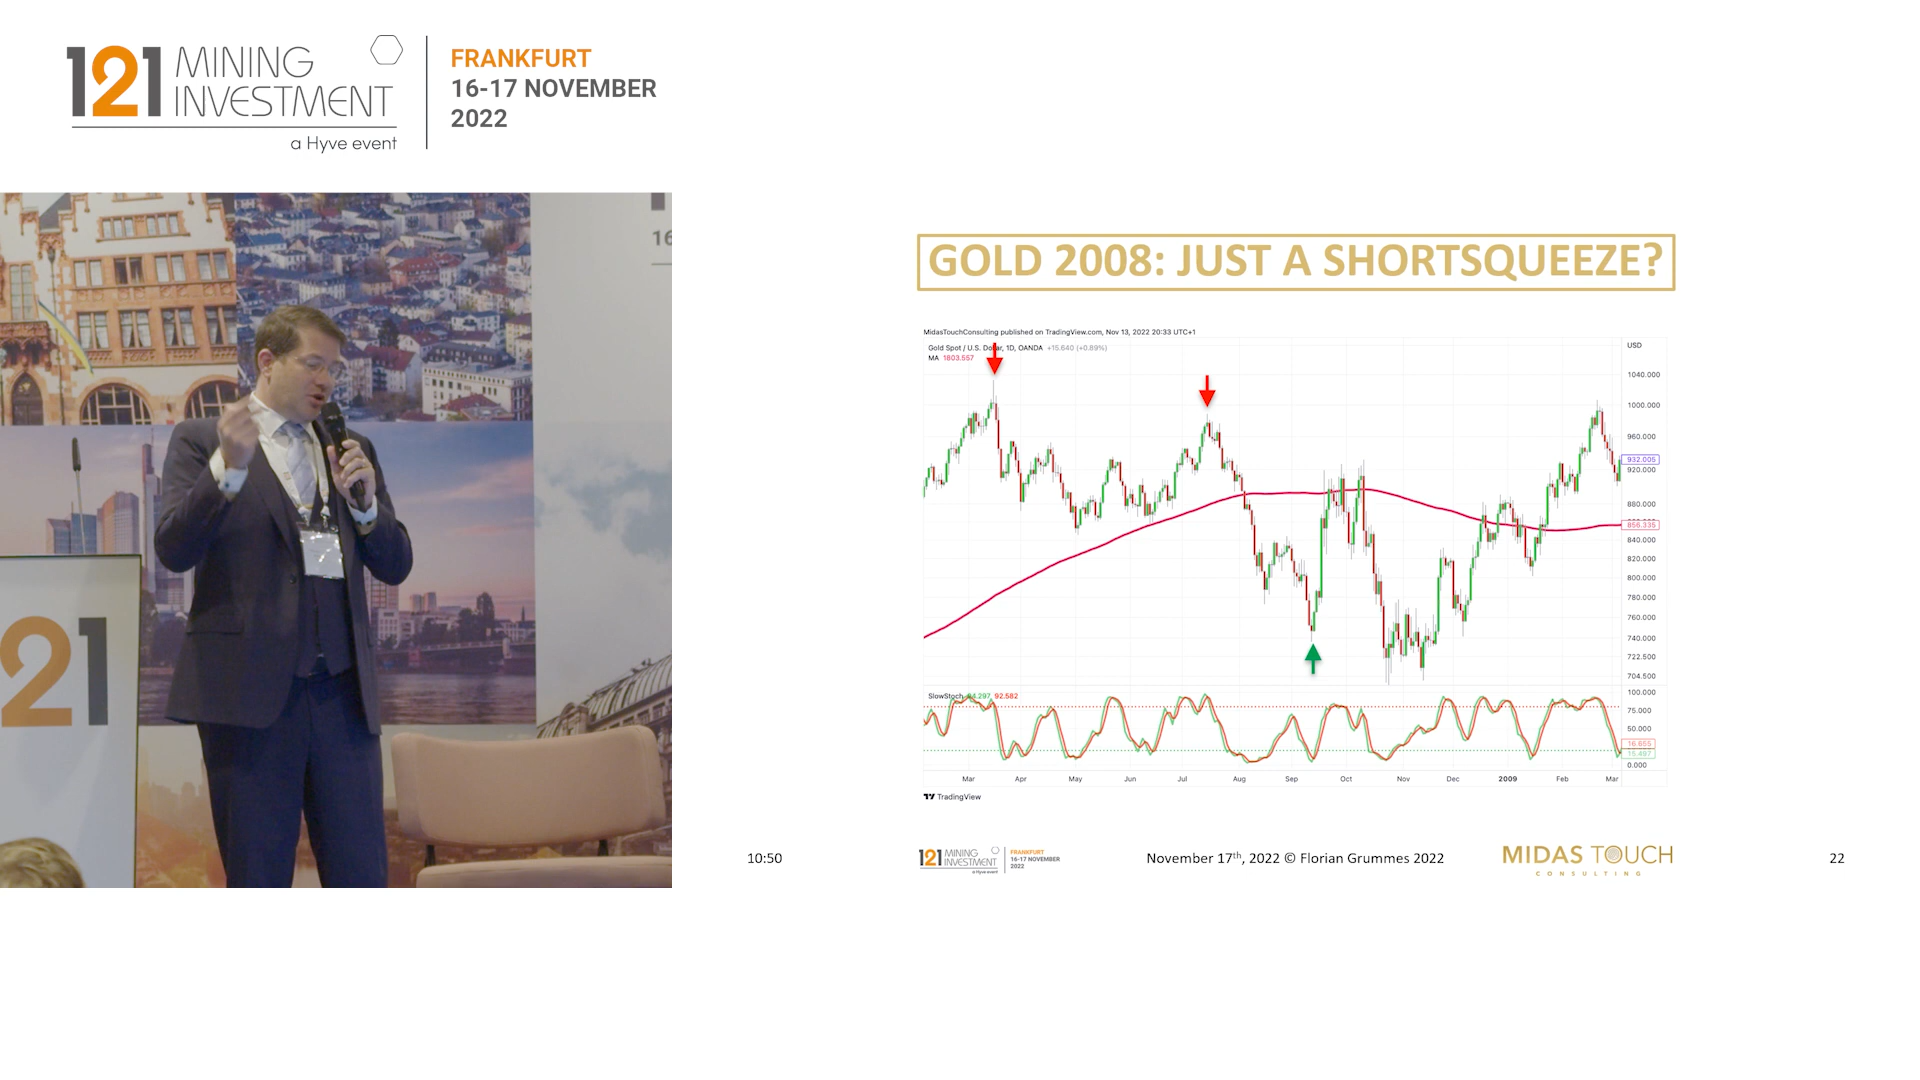 121 MINING
INVESTMENT
a Hyve event
FRANKFURT
16-17 NOVEMBER
2022
16
21
GOLD 2008: JUST A SHORTSQUEEZE?
MidasTouchConsulting published on TradingView.com, Nov 13, 2022 20:33 UTC+1
Gold Spot / U.S. Dollar, 1D, OANDA +15.640 (+0.89%)
MA 1803.557
USD
1040.000
1000.000
960.000
932.005
920.000
880.000
856.335
840.000
820.000
800.000
780.000
760.000
740.000
722.500
704.500
SlowStoch 92.582
100.000
75.000
50.000
16.655
15.497
0.000
Mar Apr May Jun Jul Aug Sep Oct Nov Dec 2009 Feb Mar
TradingView
10:50
121 MINING
INVESTMENT
a Hyve event
FRANKFURT
16-17 NOVEMBER
2022
November 17th, 2022 © Florian Grummes 2022
MIDAS TOUCH
CONSULTING
22